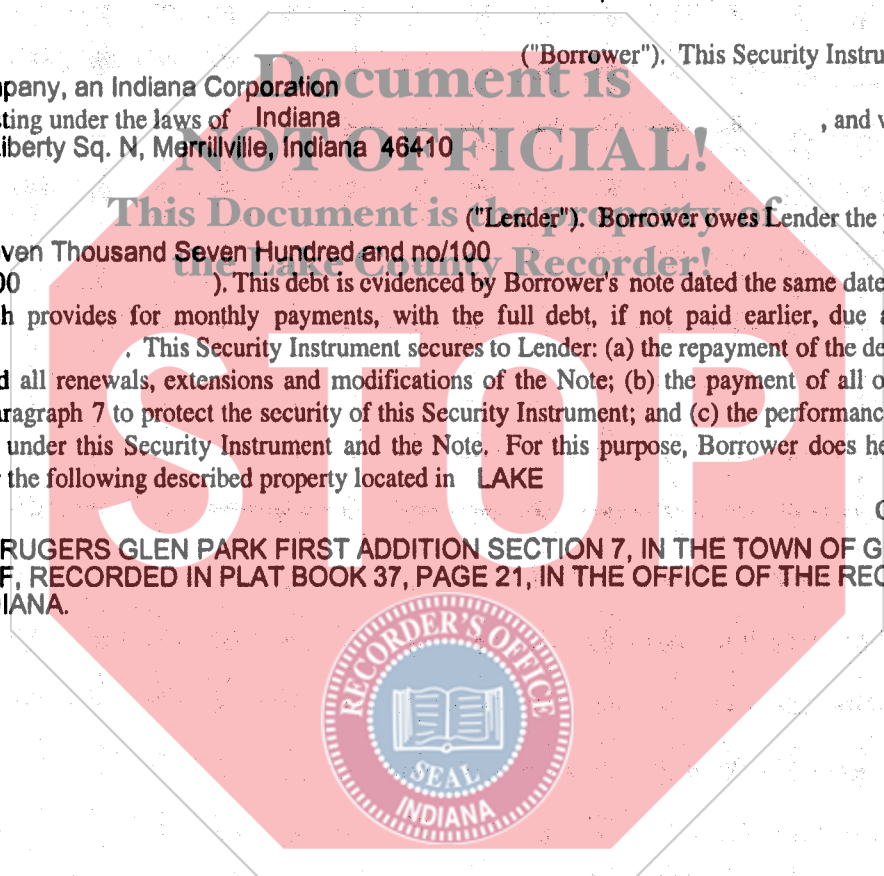 ("Borrower"). This Security Instru
pany, an Indiana Corporation
ting under the laws of Indiana , and
iberty Sq. N, Merrillville, Indiana 46410
("Lender"). Borrower owes Lender the
ven Thousand Seven Hundred and no/100
00 ). This debt is evidenced by Borrower's note dated the same date
h provides for monthly payments, with the full debt, if not paid earlier, due a
. This Security Instrument secures to Lender: (a) the repayment of the de
d all renewals, extensions and modifications of the Note; (b) the payment of all o
aragraph 7 to protect the security of this Security Instrument; and (c) the performanc
under this Security Instrument and the Note. For this purpose, Borrower does he
the following described property located in LAKE
RUGERS GLEN PARK FIRST ADDITION SECTION 7, IN THE TOWN OF G
F, RECORDED IN PLAT BOOK 37, PAGE 21, IN THE OFFICE OF THE REC
IANA.
Document is
NOT OFFICIAL!
This Document is the property of
the Lake County Recorder!
STOP
RECORDER'S OFFICE
SEAL
INDIANA